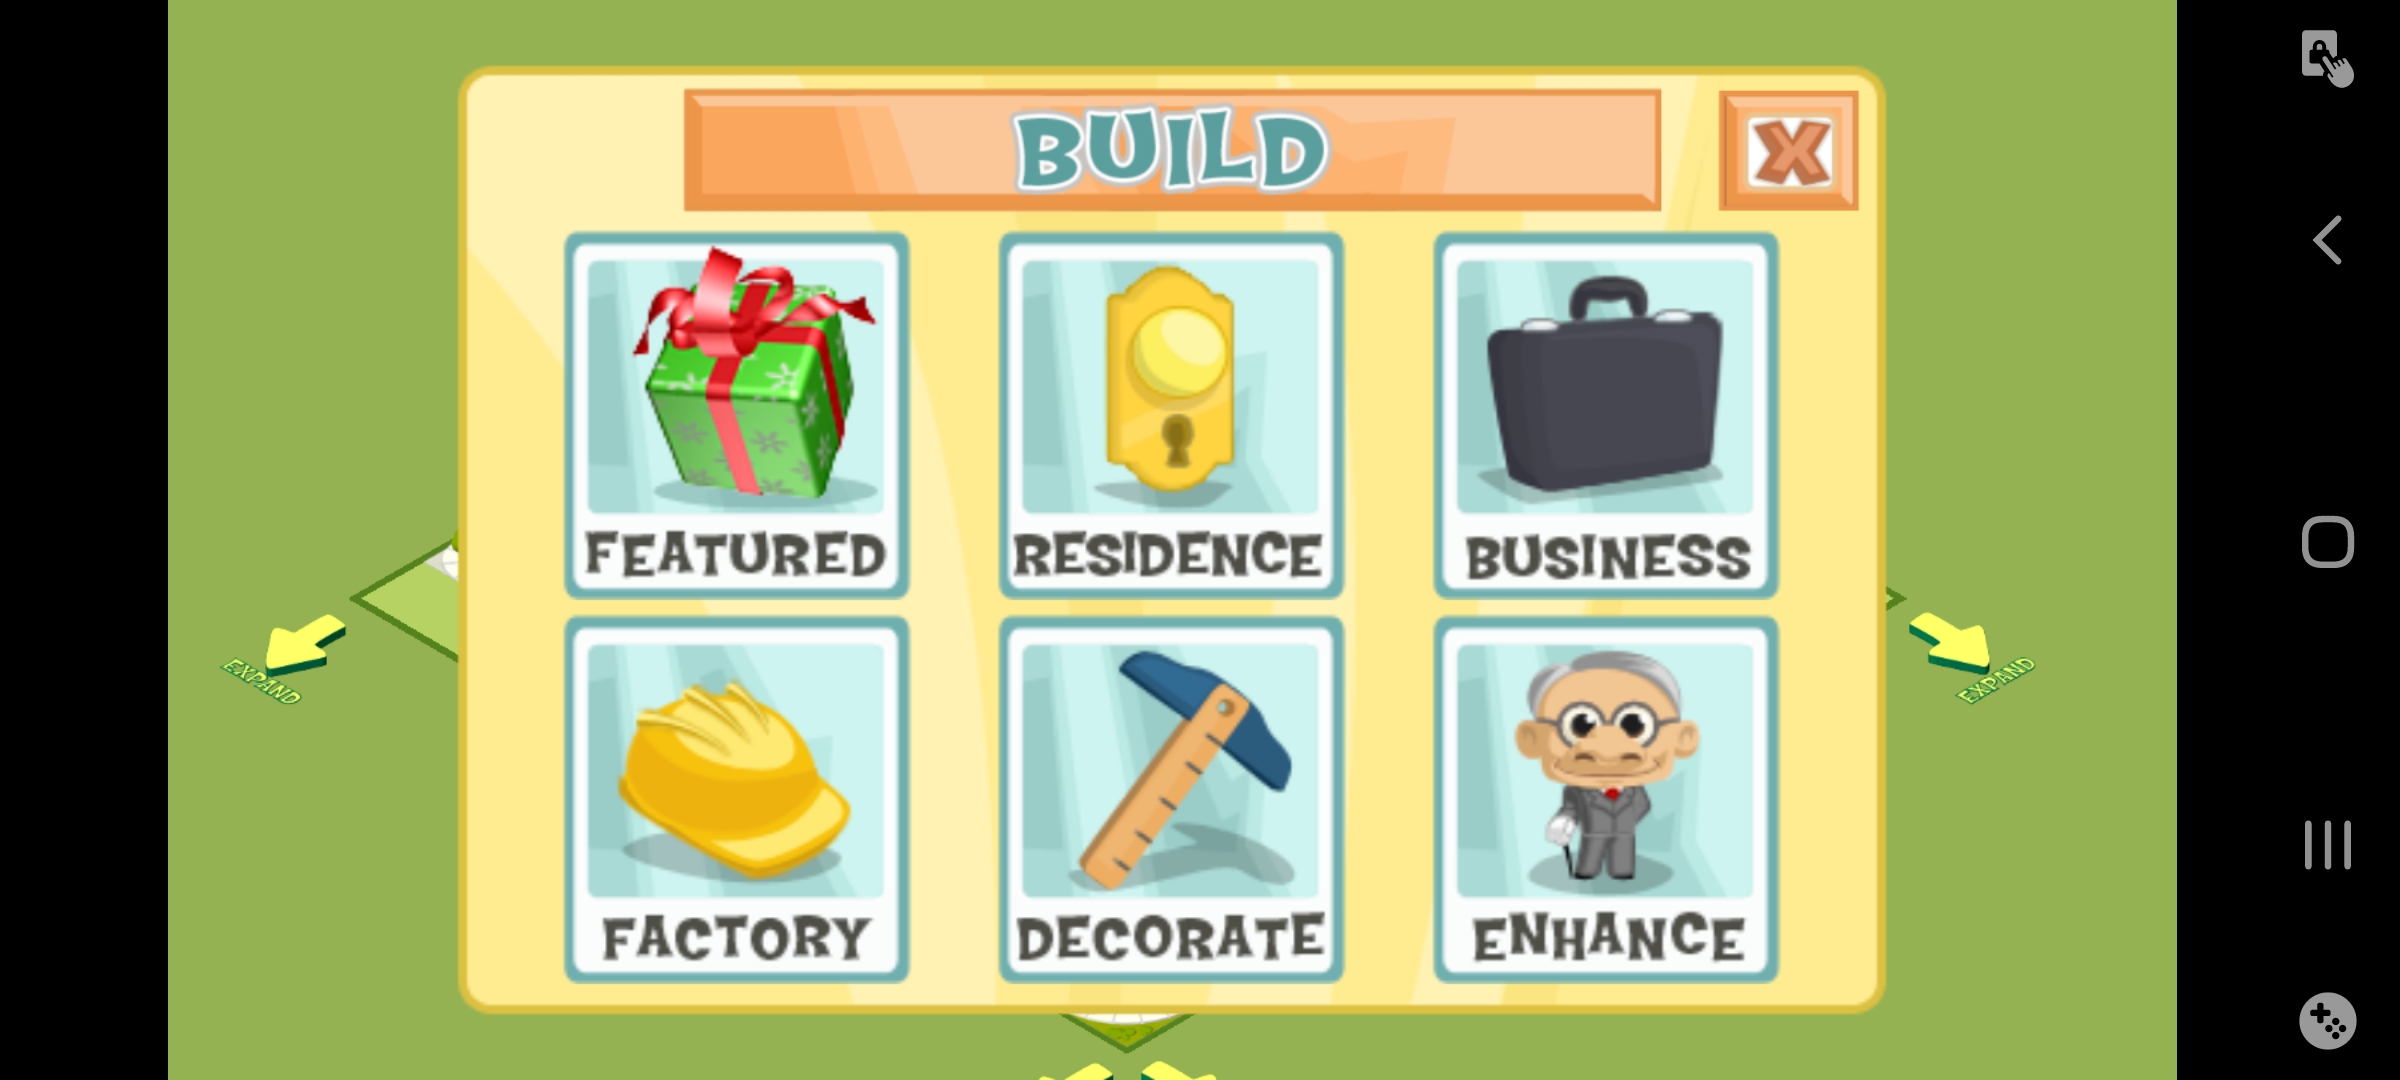 BUILD
X
FEATURED
RESIDENCE
BUSINESS
EXPAND
EXPAND
FACTORY
DECORATE
ENHANCE